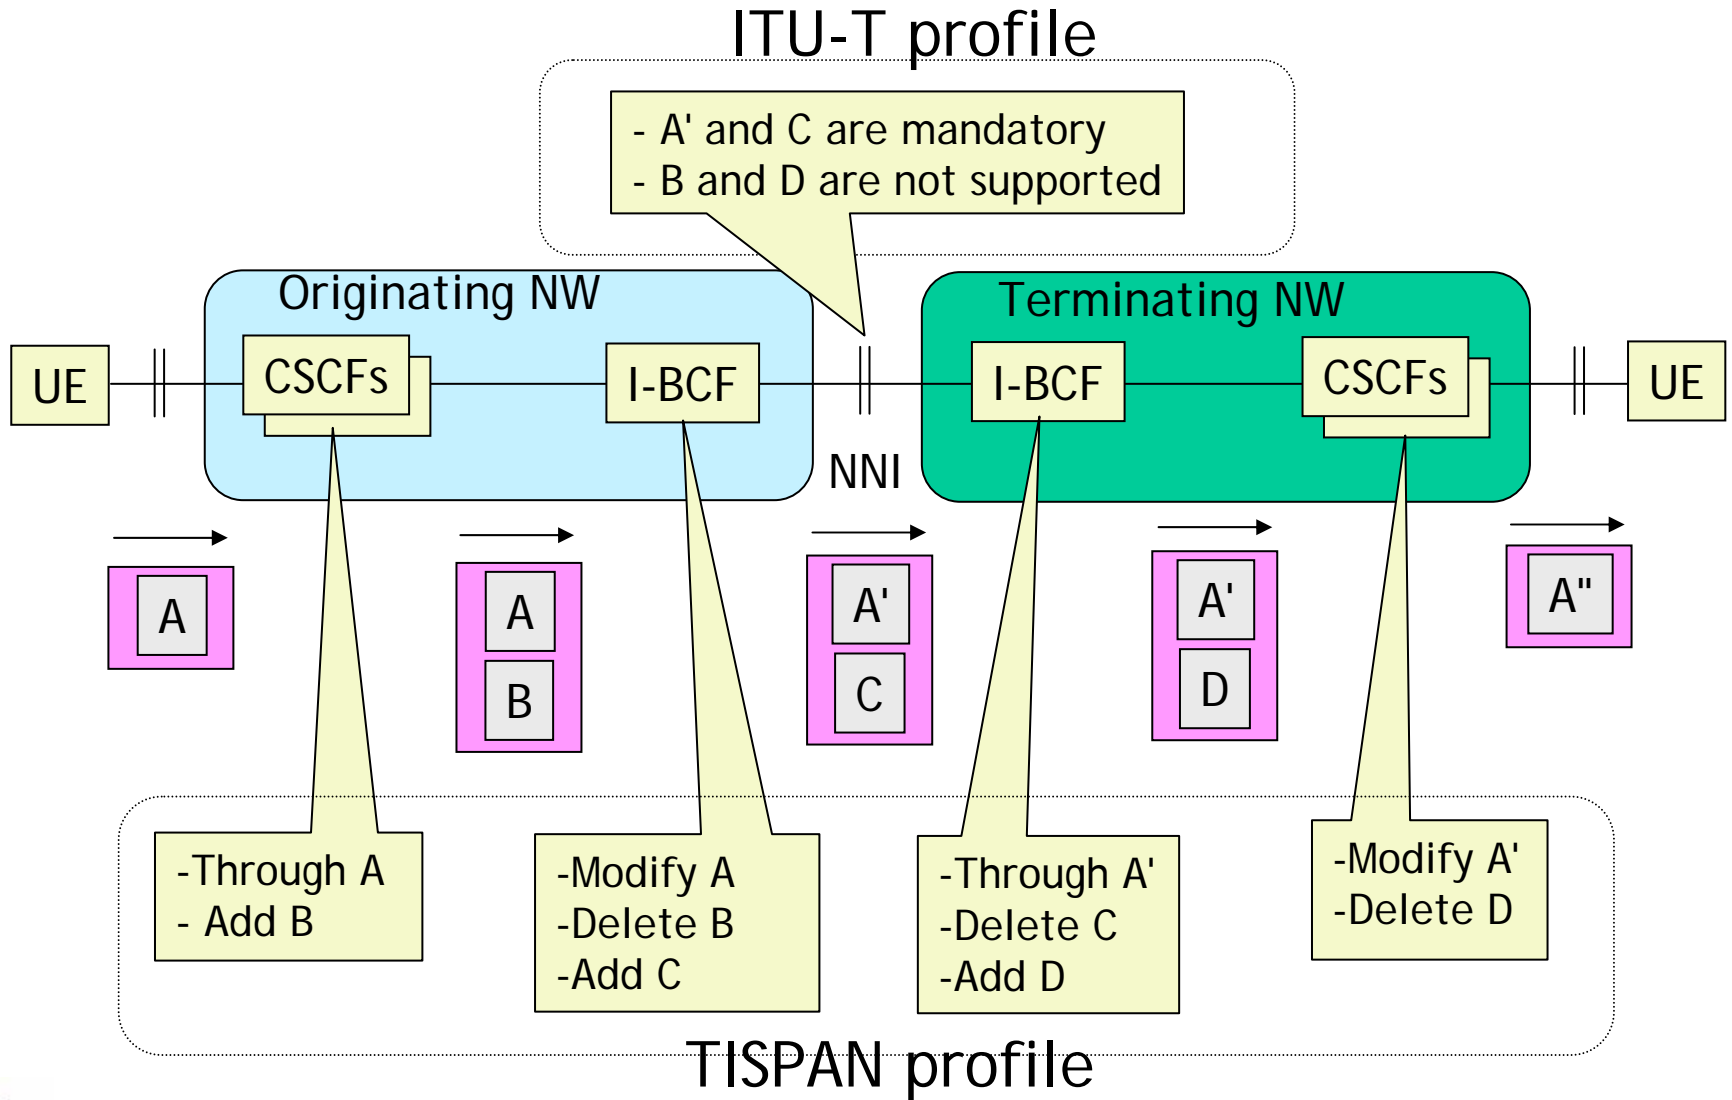 ITU-T profile
- A' and C are mandatory
- B and D are not supported
Originating NW
Terminating NW
UE
CSCFs
I-BCF
I-BCF
CSCFs
UE
NNI
A
A
B
A'
C
A'
D
A"
-Through A
- Add B
-Modify A
-Delete B
-Add C
-Through A'
-Delete C
-Add D
-Modify A'
-Delete D
TISPAN profile